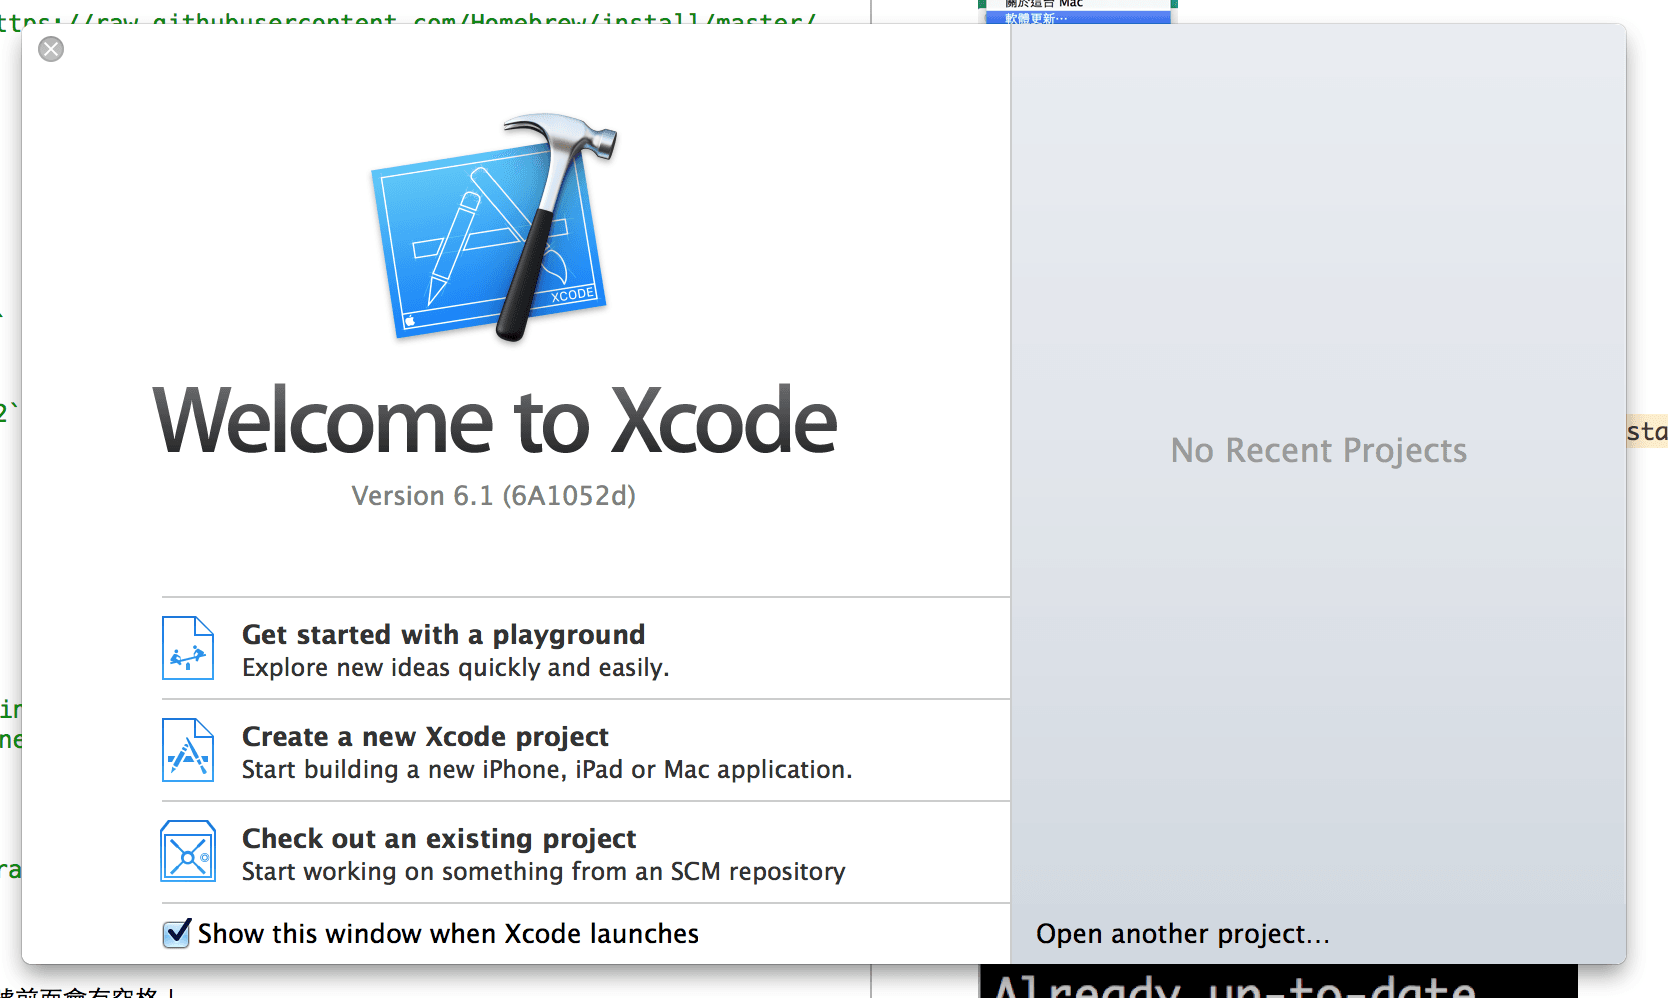 ttps://raw.githubusercontent.com/Homebrew/install/master/
關於這台 Mac
軟體更新…
XCODE
Welcome to Xcode
Version 6.1 (6A1052d)
No Recent Projects
2`
sta
Get started with a playground
Explore new ideas quickly and easily.
in
ne
Create a new Xcode project
Start building a new iPhone, iPad or Mac application.
Check out an existing project
Start working on something from an SCM repository
ra
Show this window when Xcode launches
Open another project...
Already up-to-date
前面會有空格！